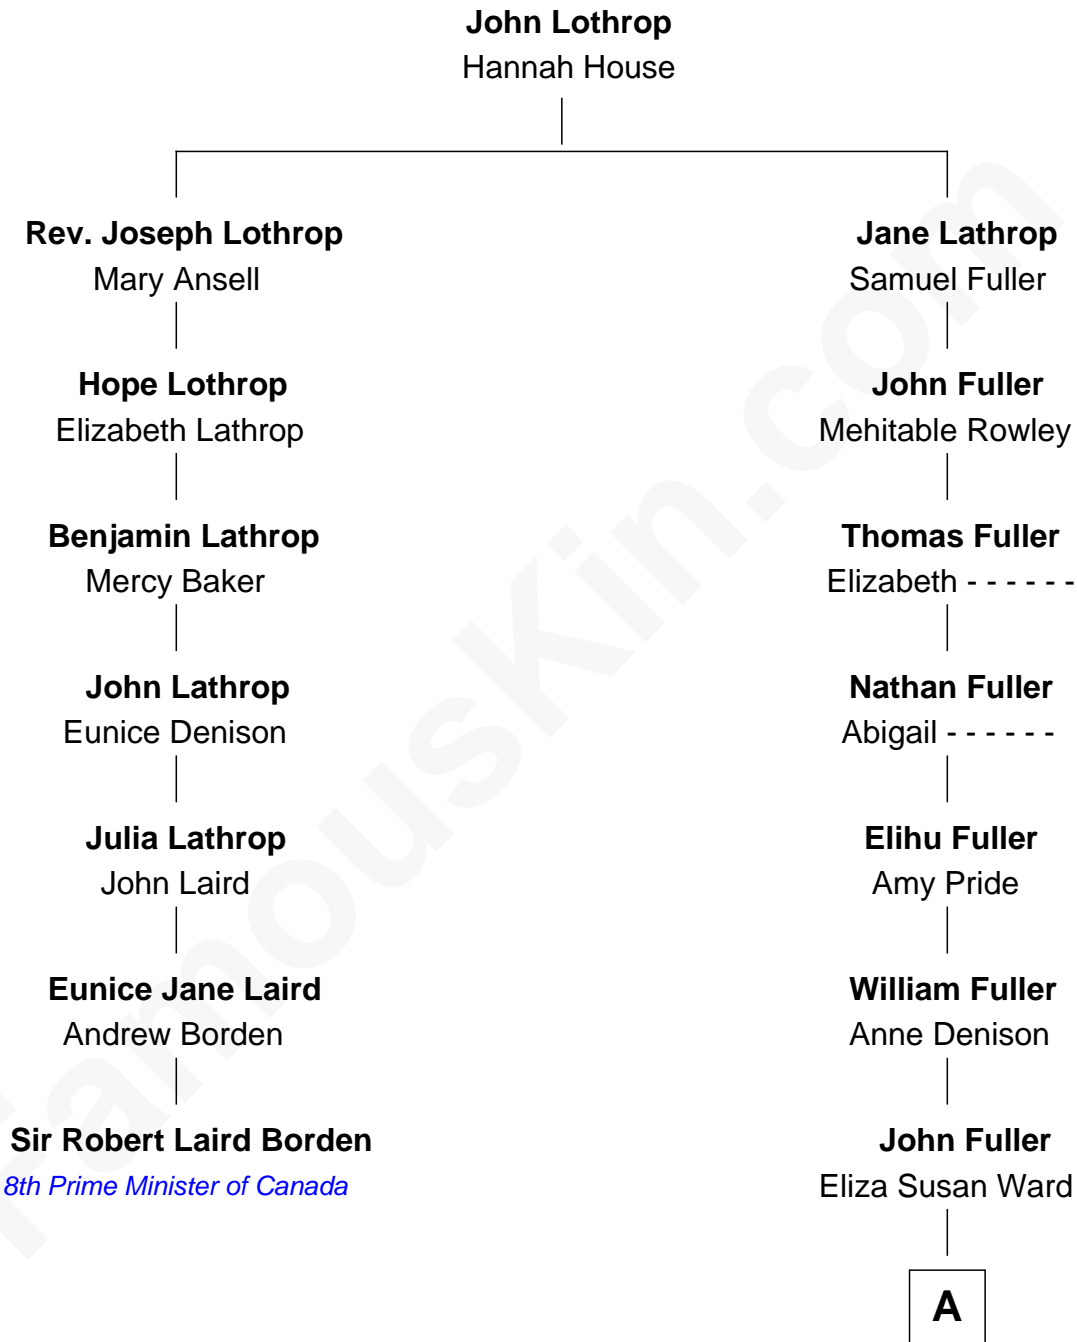 John Lothrop
Hannah House
Rev. Joseph Lothrop
Mary Ansell
Jane Lathrop
Samuel Fuller
Hope Lothrop
Elizabeth Lathrop
John Fuller
Mehitable Rowley
Benjamin Lathrop
Mercy Baker
Thomas Fuller
Elizabeth - - - - - -
John Lathrop
Eunice Denison
Nathan Fuller
Abigail - - - - - -
Julia Lathrop
John Laird
Elihu Fuller
Amy Pride
Eunice Jane Laird
Andrew Borden
William Fuller
Anne Denison
Sir Robert Laird Borden
8th Prime Minister of Canada
John Fuller
Eliza Susan Ward
A
FamousKin.com